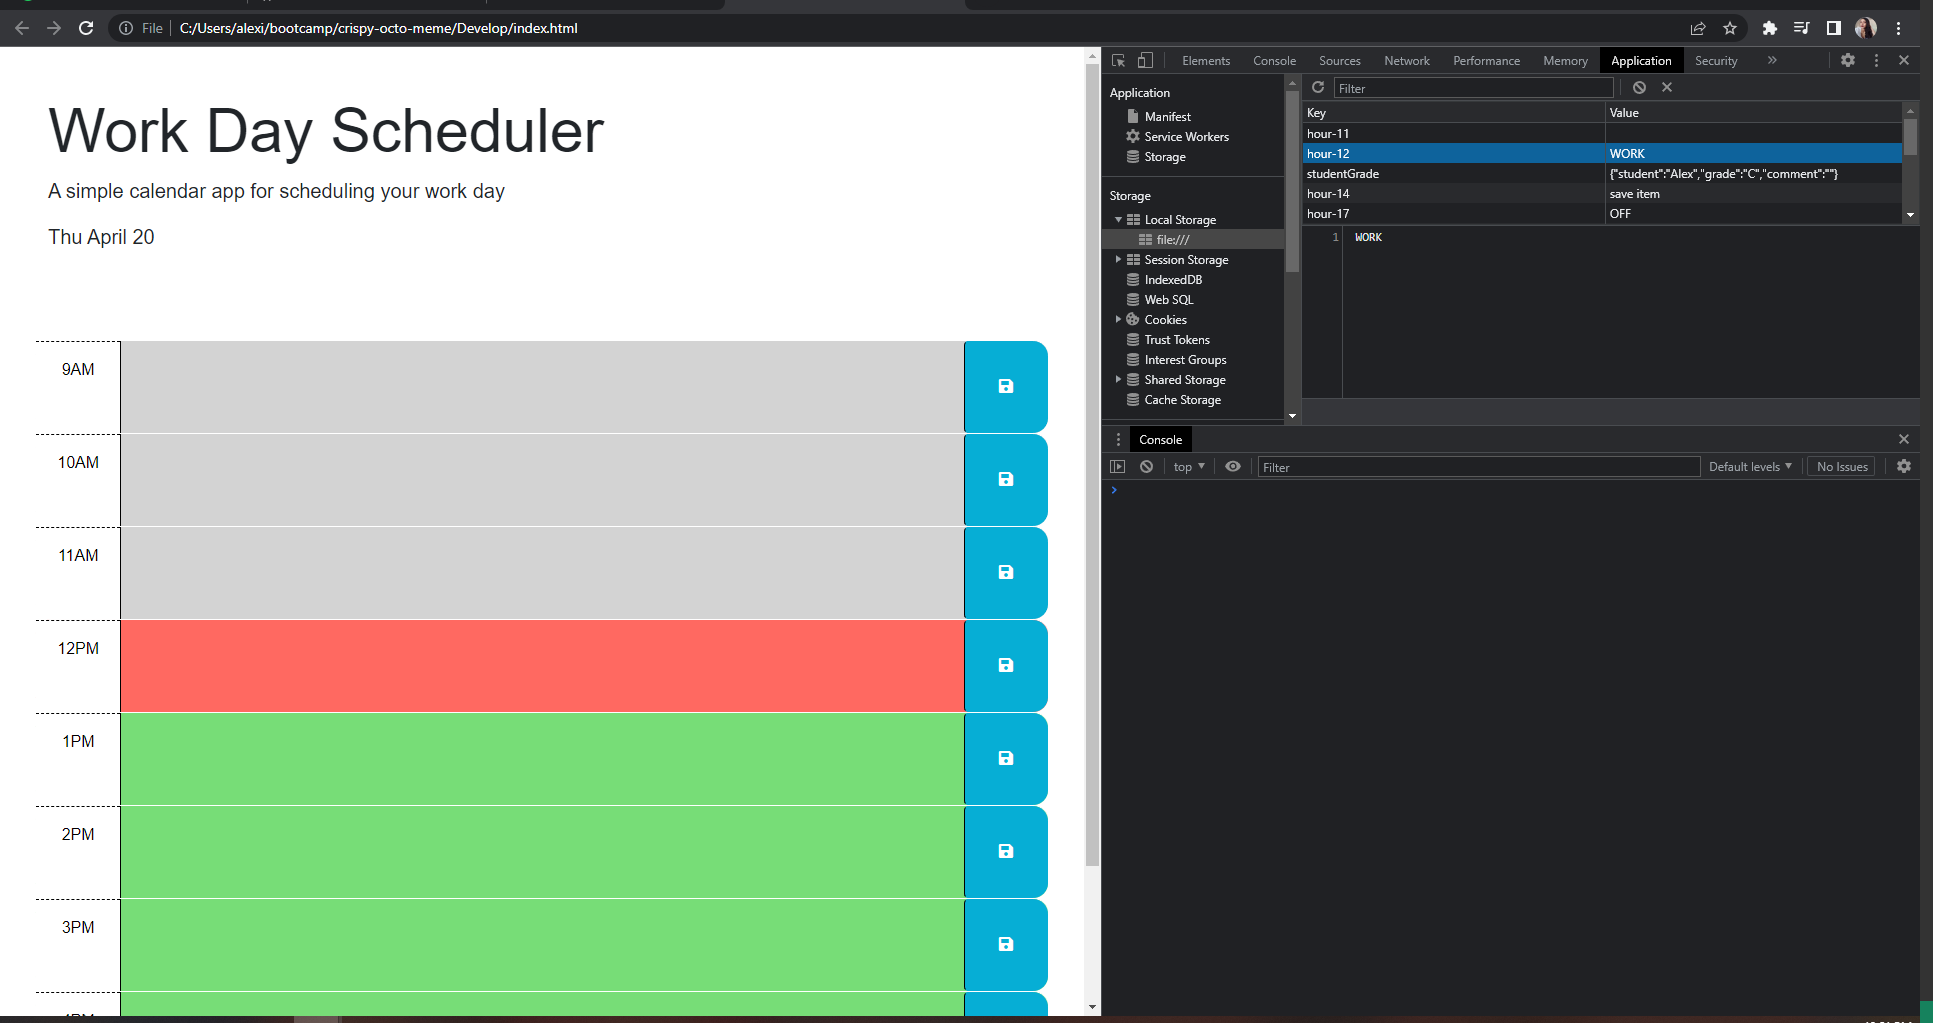 File C:/Users/alexi/bootcamp/crispy-octo-meme/Develop/index.html
Work Day Scheduler
A simple calendar app for scheduling your work day
Thu April 20
9AM
10AM
11AM
12PM
1PM
2PM
3PM
Elements Console Sources Network Performance Memory Application Security »
Application
Manifest
Service Workers
Storage
Storage
Local Storage
file:///
Session Storage
IndexedDB
Web SQL
Cookies
Trust Tokens
Interest Groups
Shared Storage
Cache Storage
Filter
Key Value
hour-11
hour-12 WORK
studentGrade {"student":"Alex","grade":"C","comment":""}
hour-14 save item
hour-17 OFF
1 WORK
Console
top Filter Default levels No Issues